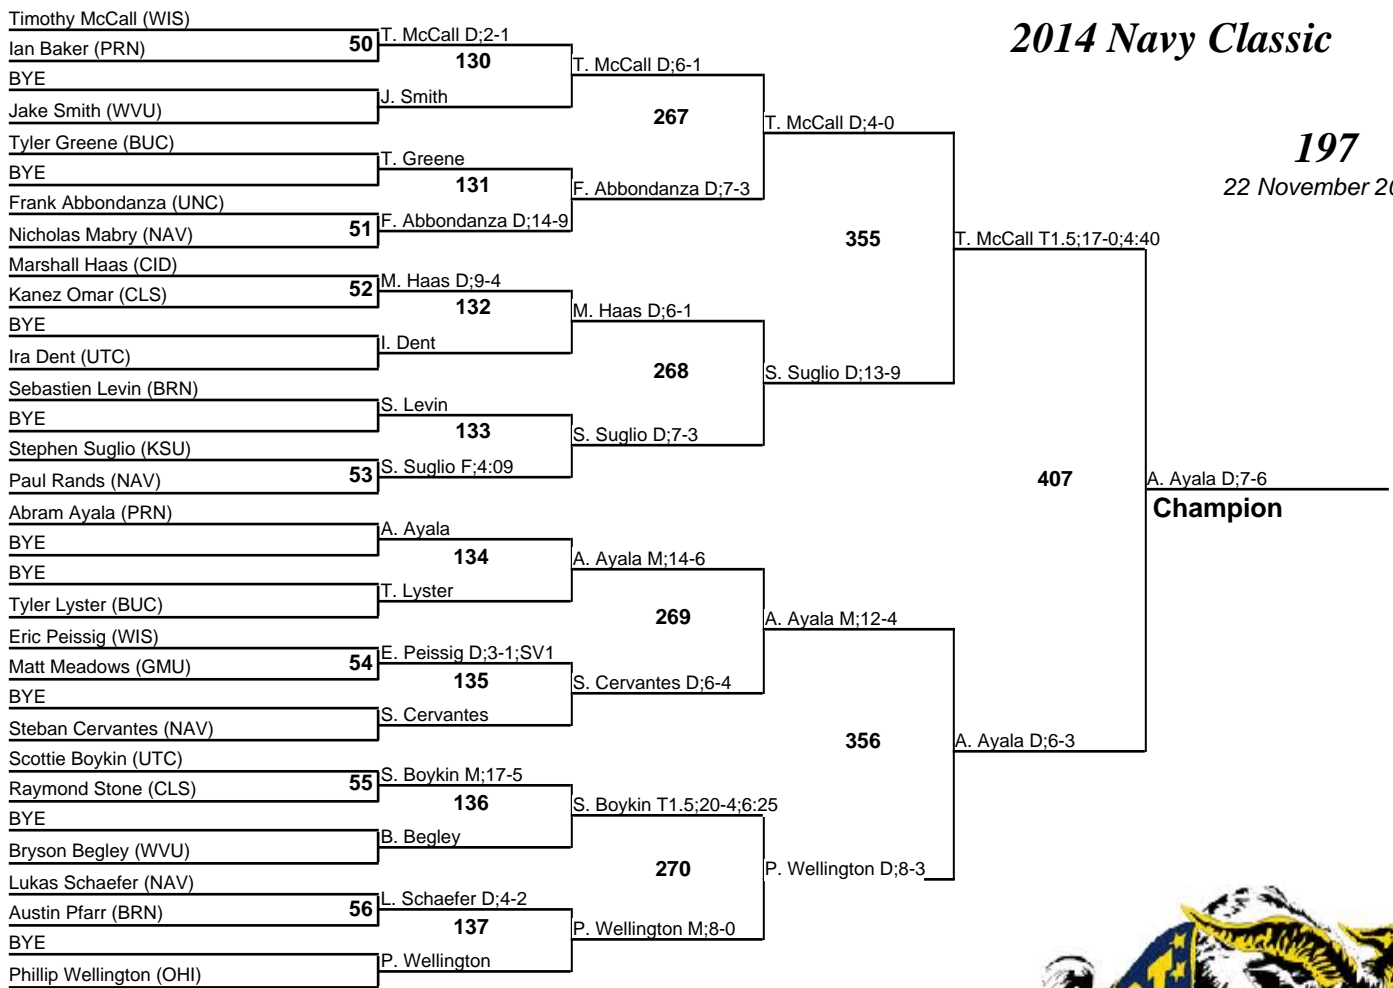 2014 Navy Classic
197
22 November 20
Timothy McCall (WIS)
Ian Baker (PRN)
BYE
Jake Smith (WVU)
Tyler Greene (BUC)
BYE
Frank Abbondanza (UNC)
Nicholas Mabry (NAV)
Marshall Haas (CID)
Kanez Omar (CLS)
BYE
Ira Dent (UTC)
Sebastien Levin (BRN)
BYE
Stephen Suglio (KSU)
Paul Rands (NAV)
Abram Ayala (PRN)
BYE
BYE
Tyler Lyster (BUC)
Eric Peissig (WIS)
Matt Meadows (GMU)
BYE
Steban Cervantes (NAV)
Scottie Boykin (UTC)
Raymond Stone (CLS)
BYE
Bryson Begley (WVU)
Lukas Schaefer (NAV)
Austin Pfarr (BRN)
BYE
Phillip Wellington (OHI)
50
51
52
53
54
55
56
T. McCall D;2-1
130
J. Smith
T. Greene
131
F. Abbondanza D;14-9
M. Haas D;9-4
132
I. Dent
S. Levin
133
S. Suglio F;4:09
A. Ayala
134
T. Lyster
E. Peissig D;3-1;SV1
135
S. Cervantes
S. Boykin M;17-5
136
B. Begley
L. Schaefer D;4-2
137
P. Wellington
T. McCall D;6-1
267
F. Abbondanza D;7-3
M. Haas D;6-1
268
S. Suglio D;7-3
A. Ayala M;14-6
269
S. Cervantes D;6-4
S. Boykin T1.5;20-4;6:25
270
P. Wellington M;8-0
T. McCall D;4-0
355
S. Suglio D;13-9
A. Ayala M;12-4
356
P. Wellington D;8-3
T. McCall T1.5;17-0;4:40
407
A. Ayala D;6-3
A. Ayala D;7-6
Champion